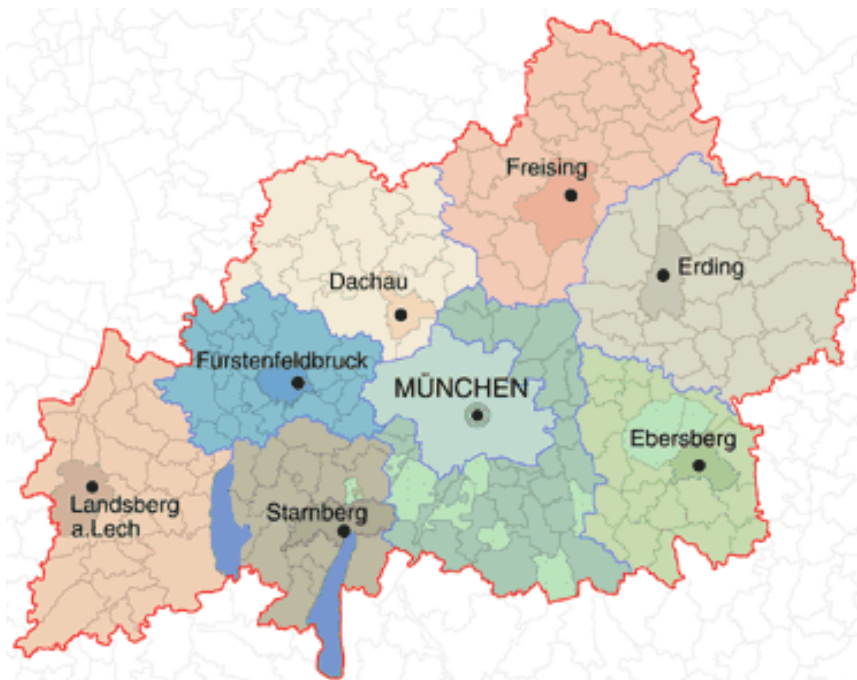 Freising
Erding
Dachau
Fürstenfeldbruck
MÜNCHEN
Ebersberg
Landsberg
a.Lech
Starnberg